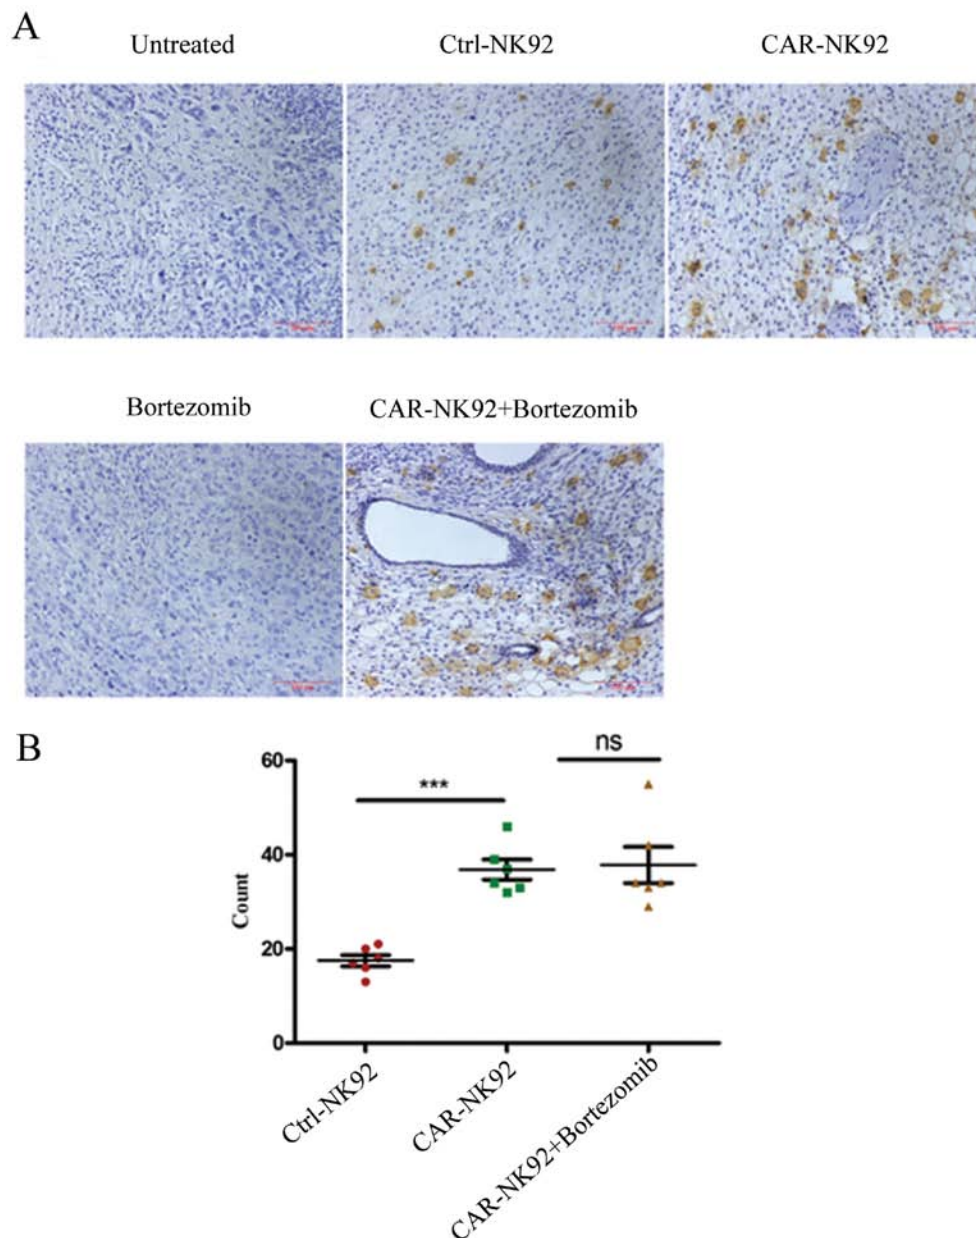 A
Untreated
Ctrl-NK92
CAR-NK92
Bortezomib
CAR-NK92+Bortezomib
B
ns
***
60
40
20
0
Count
Ctrl-NK92
CAR-NK92
CAR-NK92+Bortezomib